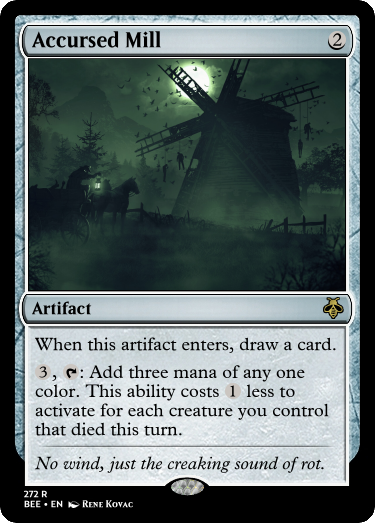 Accursed Mill 2
Artifact
When this artifact enters, draw a card.
3, : Add three mana of any one
color. This ability costs 1 less to
activate for each creature you control
that died this turn.
No wind, just the creaking sound of rot.
272 R
BEE • EN Rene Kovac